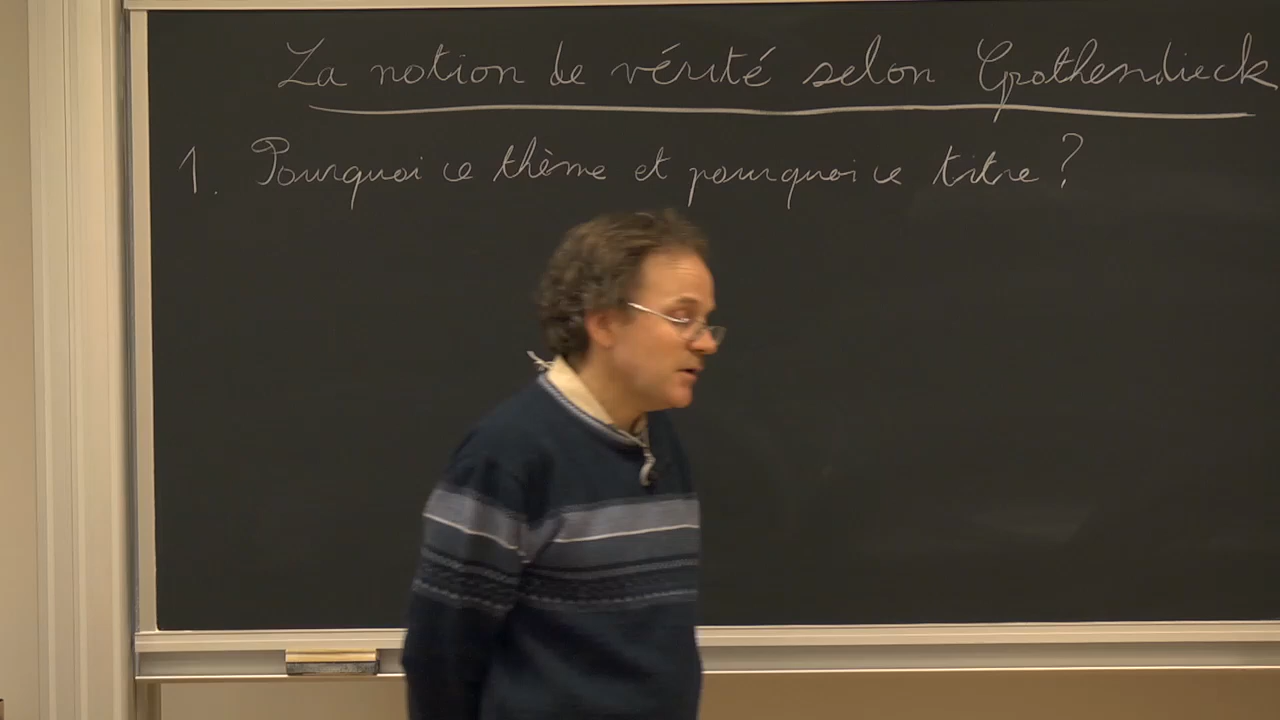 La notion de vérité selon Grothendieck
1. Pourquoi ce thème et pourquoi ce titre ?